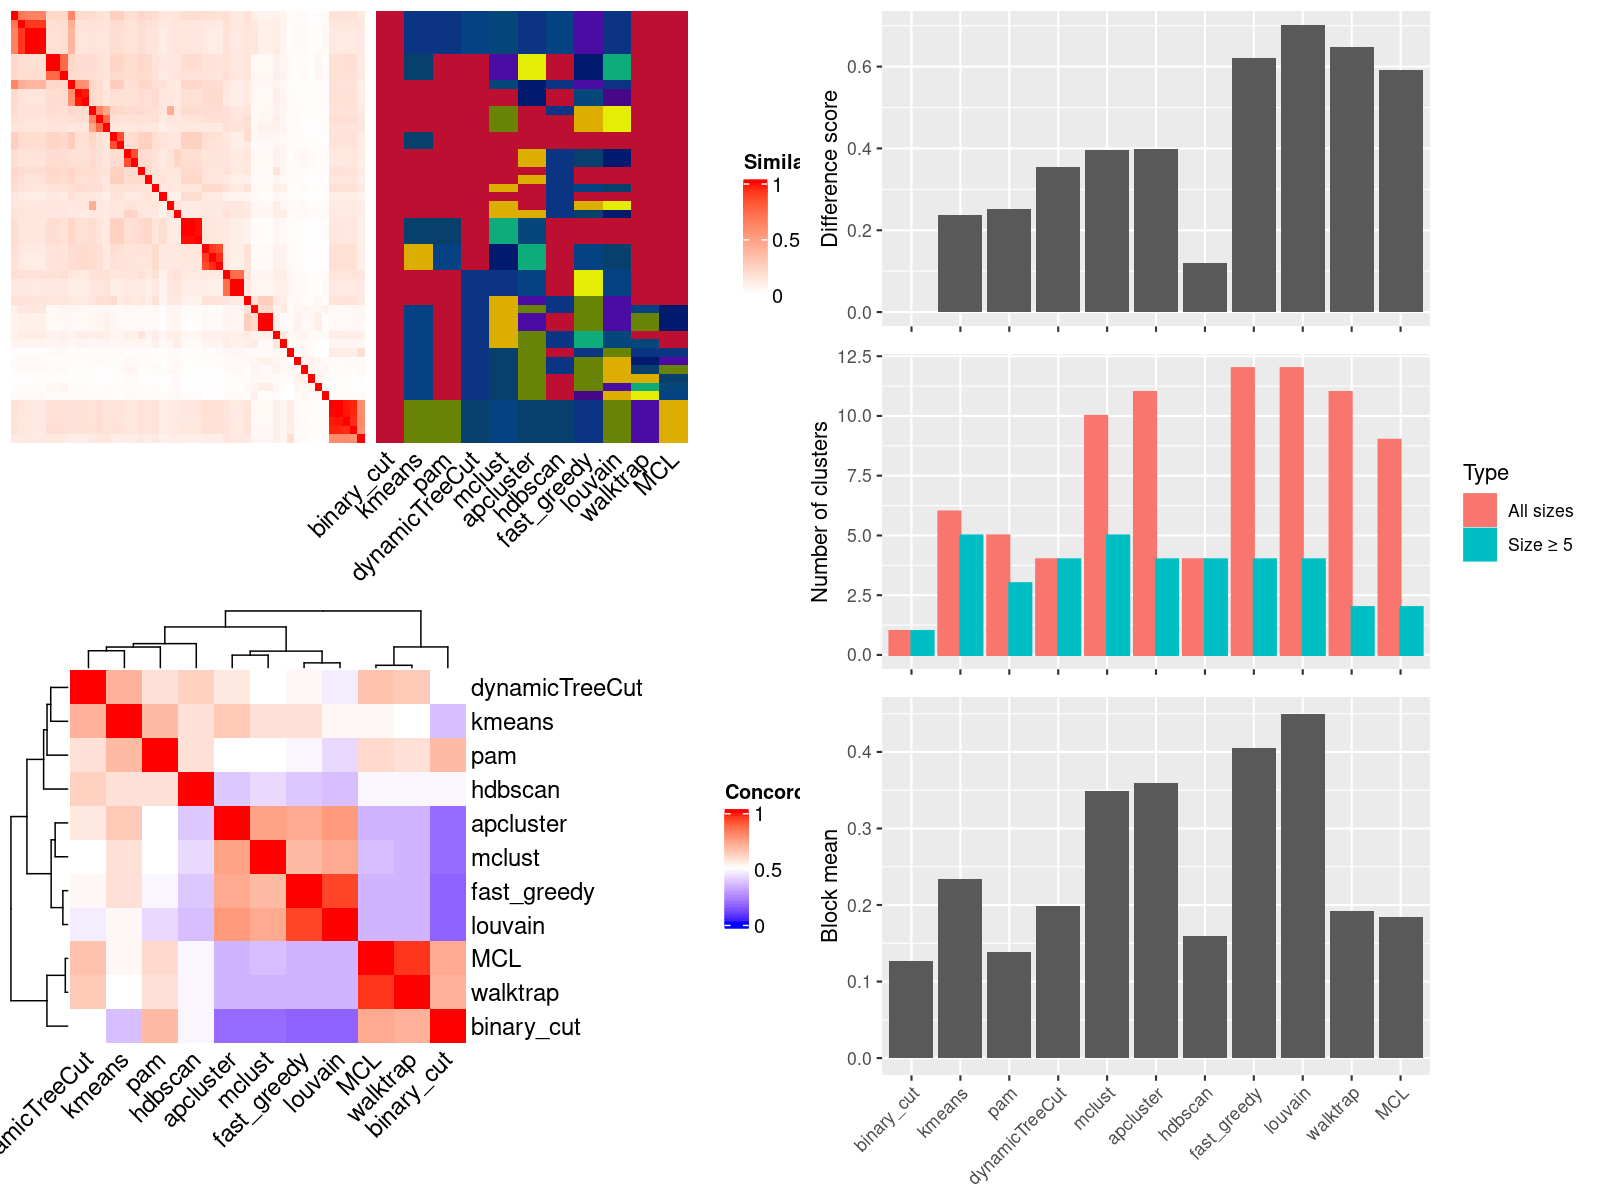 Simila
1
0.5
0
binary_cut
kmeans
pam
dynamicTreeCut
mclust
apcluster
hdbscan
fast_greedy
louvain
walktrap
MCL
dynamicTreeCut
kmeans
pam
hdbscan
apcluster
mclust
fast_greedy
louvain
MCL
walktrap
binary_cut
Concord
1
0.5
0
amicTreeCut
kmeans
pam
hdbscan
apcluster
mclust
fast_greedy
louvain
MCL
walktrap
binary_cut
Difference score
0.6
0.4
0.2
0.0
Number of clusters
12.5
10.0
7.5
5.0
2.5
0.0
Type
All sizes
Size ≥ 5
Block mean
0.4
0.3
0.2
0.1
0.0
binary_cut
kmeans
pam
dynamicTreeCut
mclust
apcluster
hdbscan
fast_greedy
louvain
walktrap
MCL